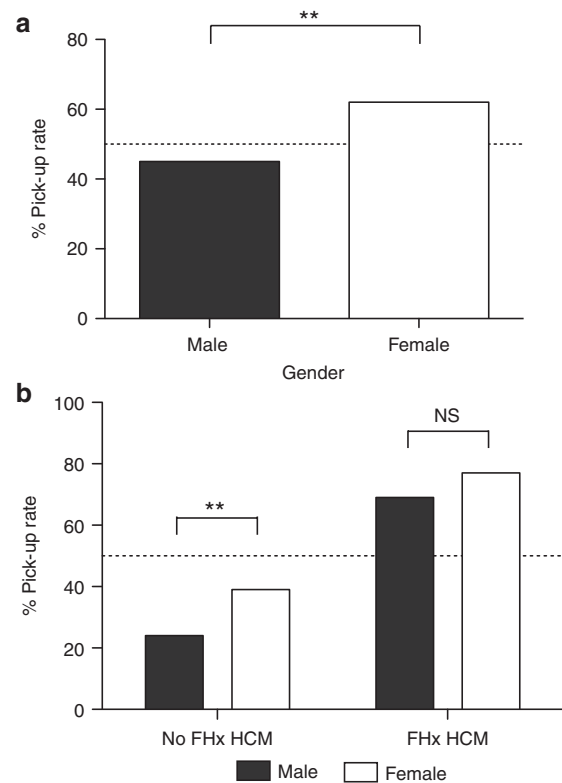 a
**
80
60
40
20
0
% Pick-up rate
Male Female
Gender
b
100
80
60
40
20
0
% Pick-up rate
**
NS
No FHx HCM FHx HCM
Male Female